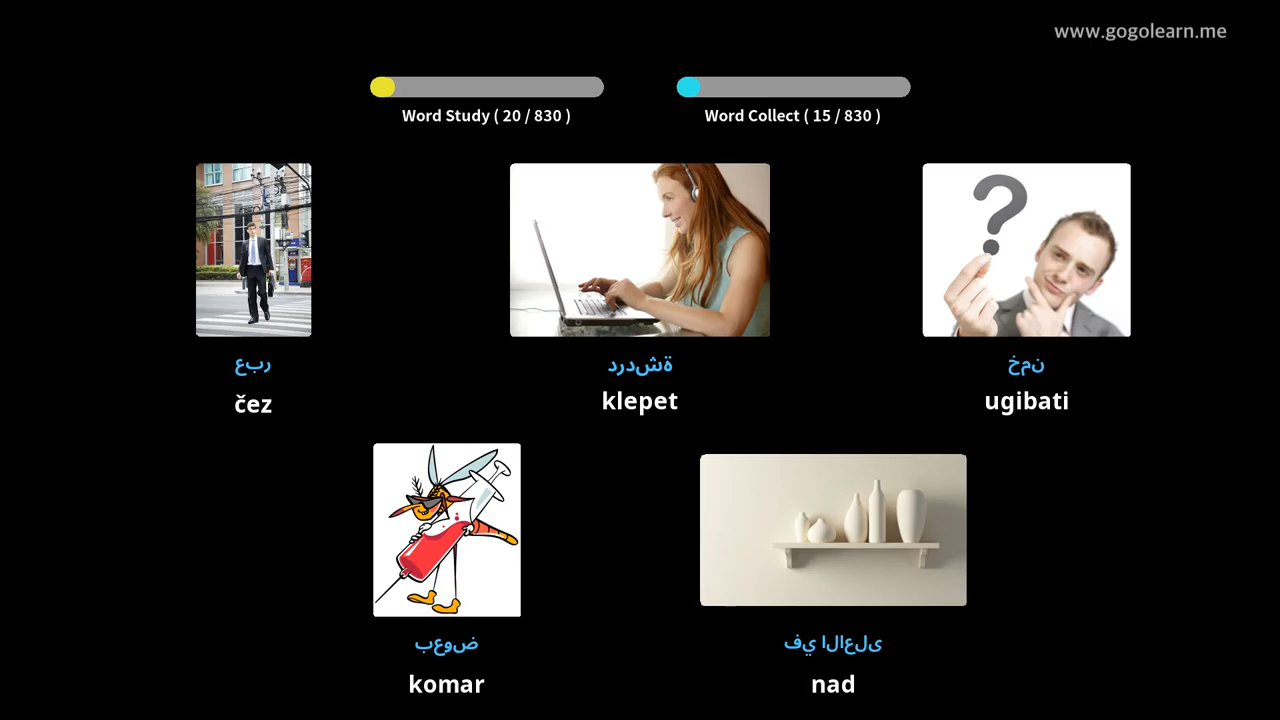 www.gogolearn.me
Word Study ( 20 / 830 )
Word Collect ( 15 / 830 )
عبر
čez
دردشة
klepet
خمن
ugibati
بعوض
komar
في الاعلى
nad